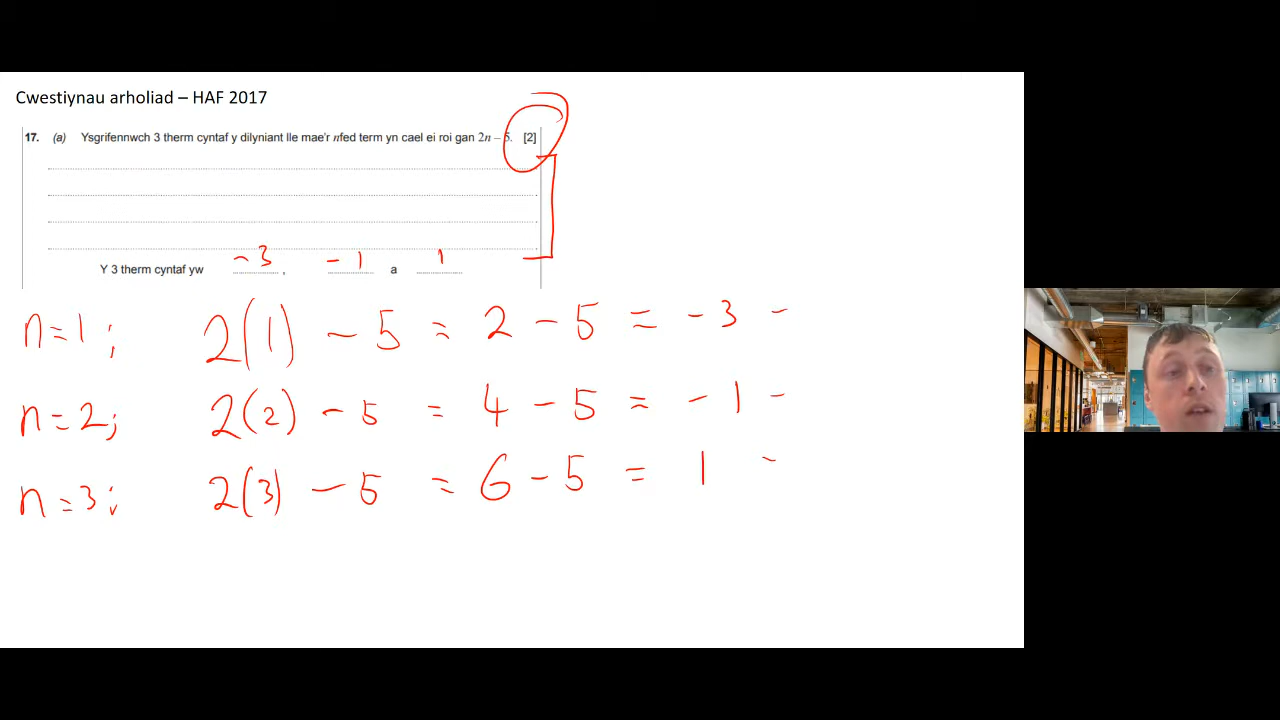 Cwestiynau arholiad – HAF 2017
17. (a) Ysgrifennwch 3 therm cyntaf y dilyniant lle mae'r nfed term yn cael ei roi gan 2n – 5. [2]
Y 3 therm cyntaf yw -3 , -1 a 1
n=1; 2(1) - 5 = 2 - 5 = -3 -
n=2; 2(2) - 5 = 4 - 5 = -1 -
n=3; 2(3) - 5 = 6 - 5 = 1 -